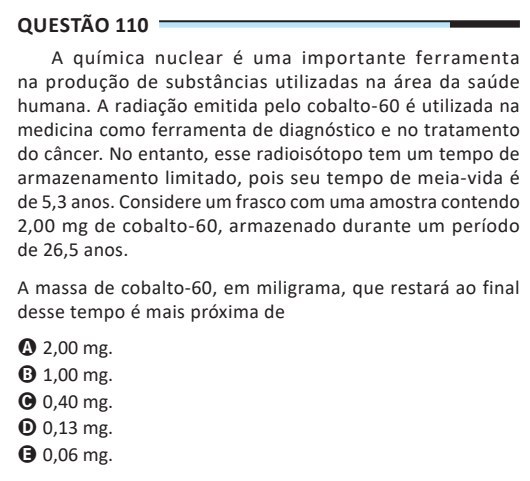 QUESTÃO 110
A química nuclear é uma importante ferramenta
na produção de substâncias utilizadas na área da saúde
humana. A radiação emitida pelo cobalto-60 é utilizada na
medicina como ferramenta de diagnóstico e no tratamento
do câncer. No entanto, esse radioisótopo tem um tempo de
armazenamento limitado, pois seu tempo de meia-vida é
de 5,3 anos. Considere um frasco com uma amostra contendo
2,00 mg de cobalto-60, armazenado durante um período
de 26,5 anos.
A massa de cobalto-60, em miligrama, que restará ao final
desse tempo é mais próxima de
A 2,00 mg.
B 1,00 mg.
C 0,40 mg.
D 0,13 mg.
E 0,06 mg.